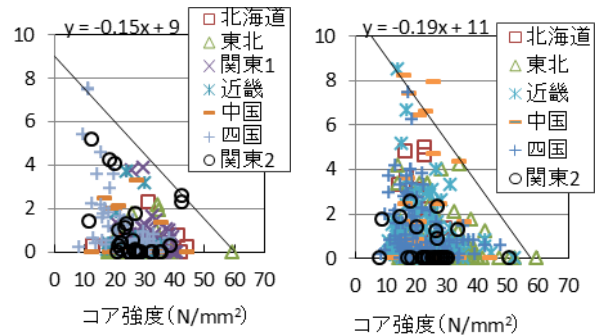 y = -0.15x + 9
10
8
6
4
2
0
0 10 20 30 40 50 60 70
コア強度(N/mm²)
北海道
東北
関東1
近畿
中国
四国
関東2
y = -0.19x + 11
10
8
6
4
2
0
0 10 20 30 40 50 60 70
コア強度(N/mm²)
北海道
東北
近畿
中国
四国
関東2